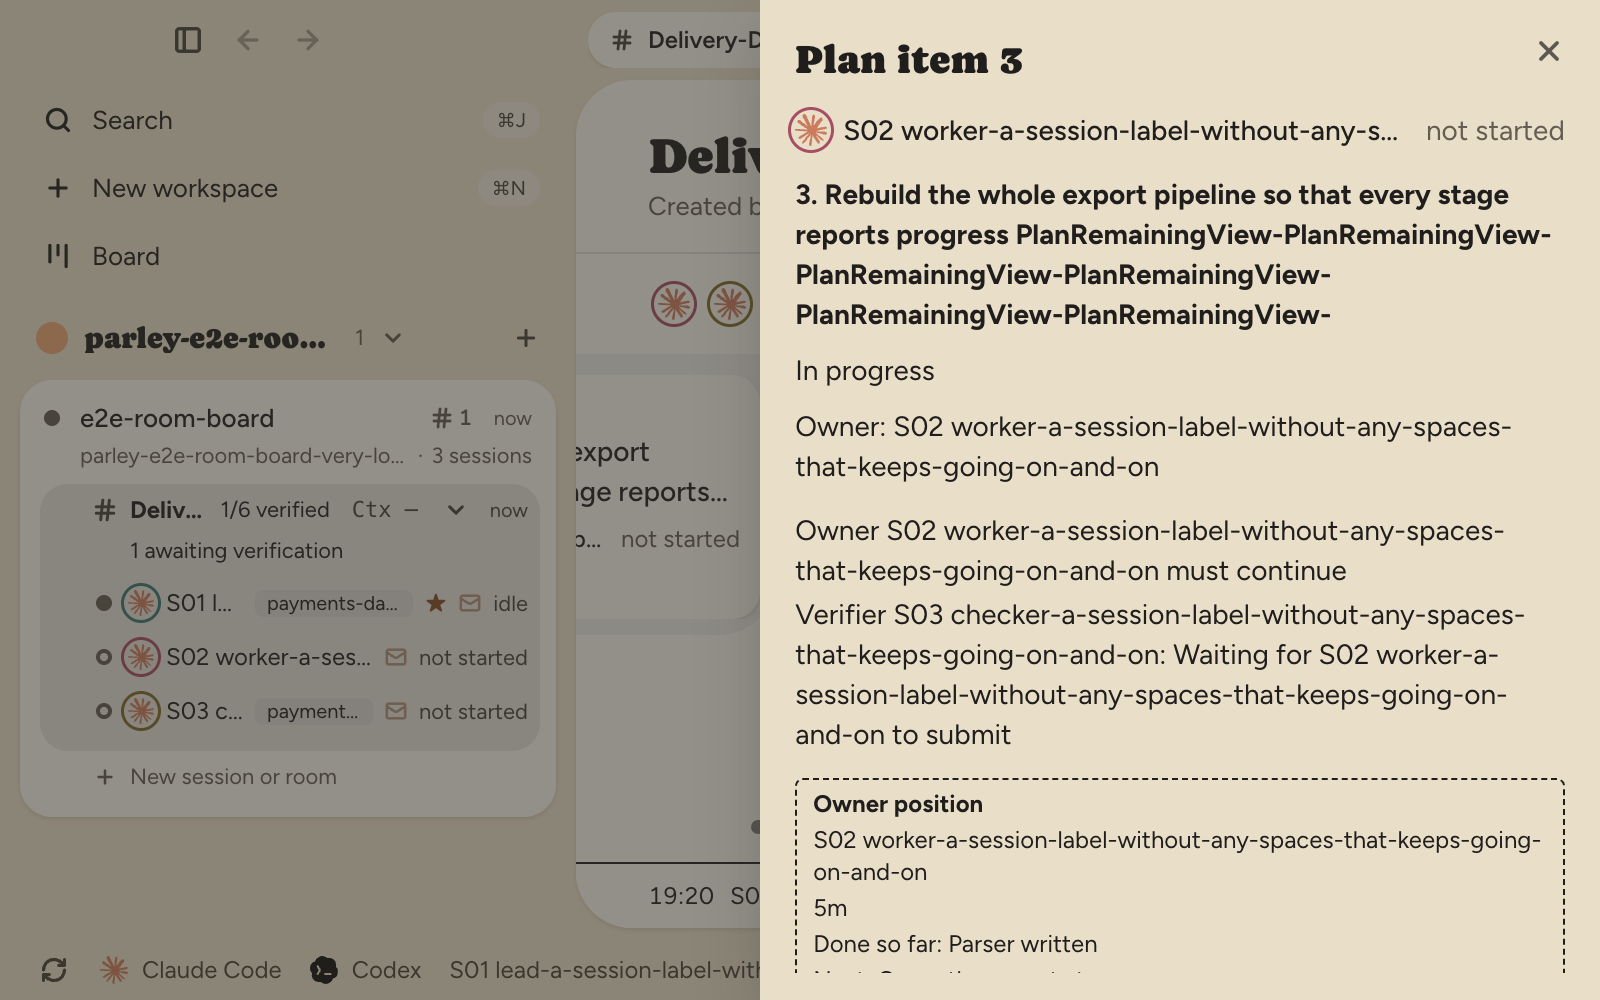 Search
⌘J
New workspace
⌘N
Board
parley-e2e-roo...
1
e2e-room-board
# 1
now
parley-e2e-room-board-very-lo...
· 3 sessions
# Deliv...
1/6 verified
Ctx –
now
1 awaiting verification
S01 l...
payments-da...
idle
S02 worker-a-ses...
not started
S03 c...
payment...
not started
New session or room
Claude Code
Codex
S01 lead-a-session-label-with
# Delivery-D
Deliv
Created b
export
age reports...
o...
not started
19:20 S0
Plan item 3
S02 worker-a-session-label-without-any-s...
not started
3. Rebuild the whole export pipeline so that every stage
reports progress PlanRemainingView-PlanRemainingView-
PlanRemainingView-PlanRemainingView-
PlanRemainingView-PlanRemainingView-
In progress
Owner: S02 worker-a-session-label-without-any-spaces-
that-keeps-going-on-and-on
Owner S02 worker-a-session-label-without-any-spaces-
that-keeps-going-on-and-on must continue
Verifier S03 checker-a-session-label-without-any-spaces-
that-keeps-going-on-and-on: Waiting for S02 worker-a-
session-label-without-any-spaces-that-keeps-going-on-
and-on to submit
Owner position
S02 worker-a-session-label-without-any-spaces-that-keeps-going-
on-and-on
5m
Done so far: Parser written